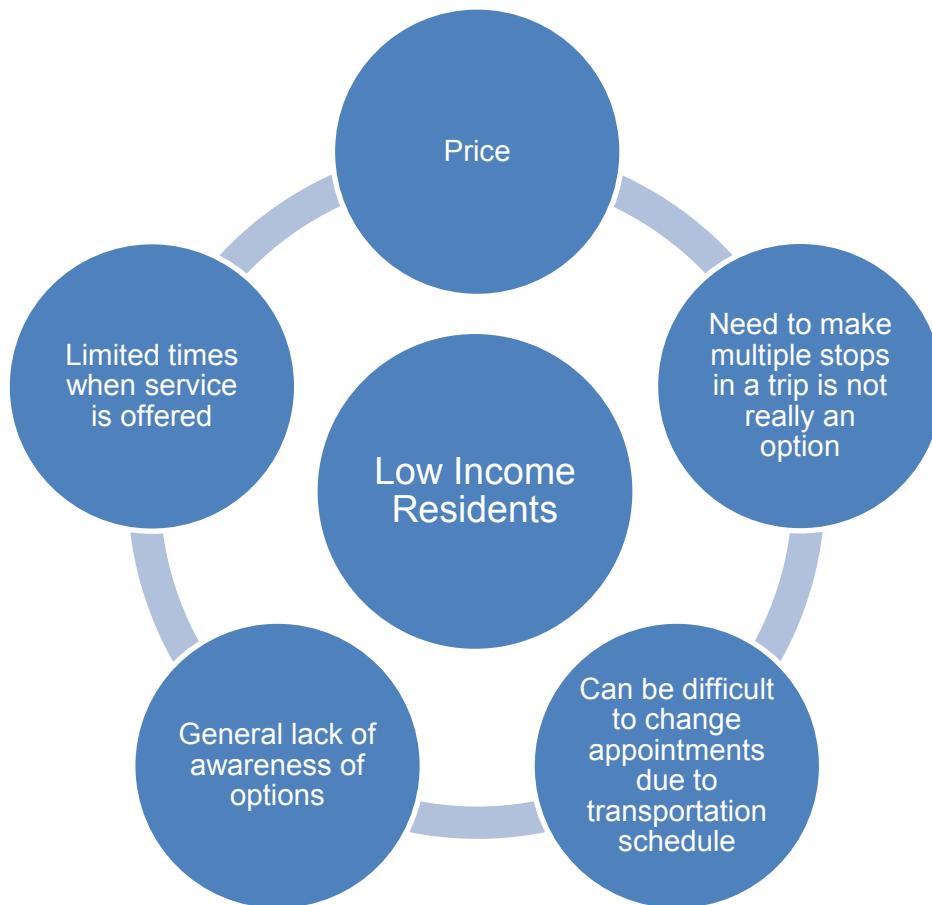 Price
Need to make
multiple stops
in a trip is not
really an
option
Can be difficult
to change
appointments
due to
transportation
schedule
General lack of
awareness of
options
Limited times
when service
is offered
Low Income
Residents